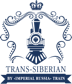 TRANS-SIBERIAN
BY «IMPERIAL RUSSIA» TRAIN